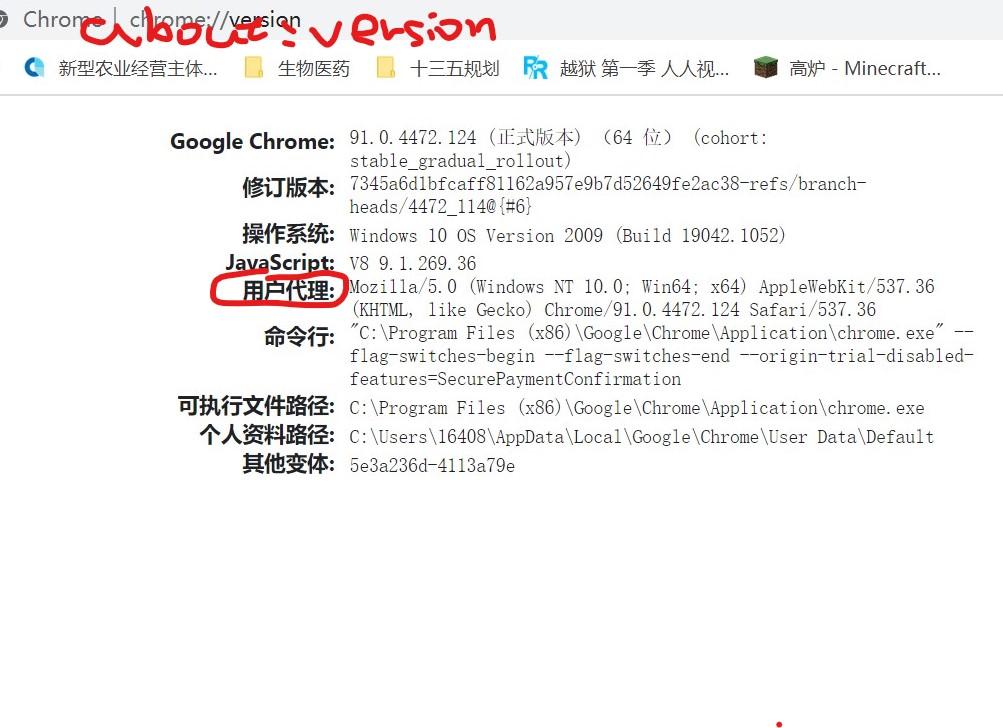 Chrome | chrome://version
about:version
新型农业经营主体... 生物医药 十三五规划 越狱 第一季 人人视... 高炉 - Minecraft...
Google Chrome: 91.0.4472.124 (正式版本) (64 位) (cohort:
stable_gradual_rollout)
修订版本: 7345a6d1bfcaff81162a957e9b7d52649fe2ac38-refs/branch-
heads/4472_114@{#6}
操作系统: Windows 10 OS Version 2009 (Build 19042.1052)
JavaScript: V8 9.1.269.36
用户代理: Mozilla/5.0 (Windows NT 10.0; Win64; x64) AppleWebKit/537.36
(KHTML, like Gecko) Chrome/91.0.4472.124 Safari/537.36
命令行: "C:\Program Files (x86)\Google\Chrome\Application\chrome.exe" --
flag-switches-begin --flag-switches-end --origin-trial-disabled-
features=SecurePaymentConfirmation
可执行文件路径: C:\Program Files (x86)\Google\Chrome\Application\chrome.exe
个人资料路径: C:\Users\16408\AppData\Local\Google\Chrome\User Data\Default
其他变体: 5e3a236d-4113a79e